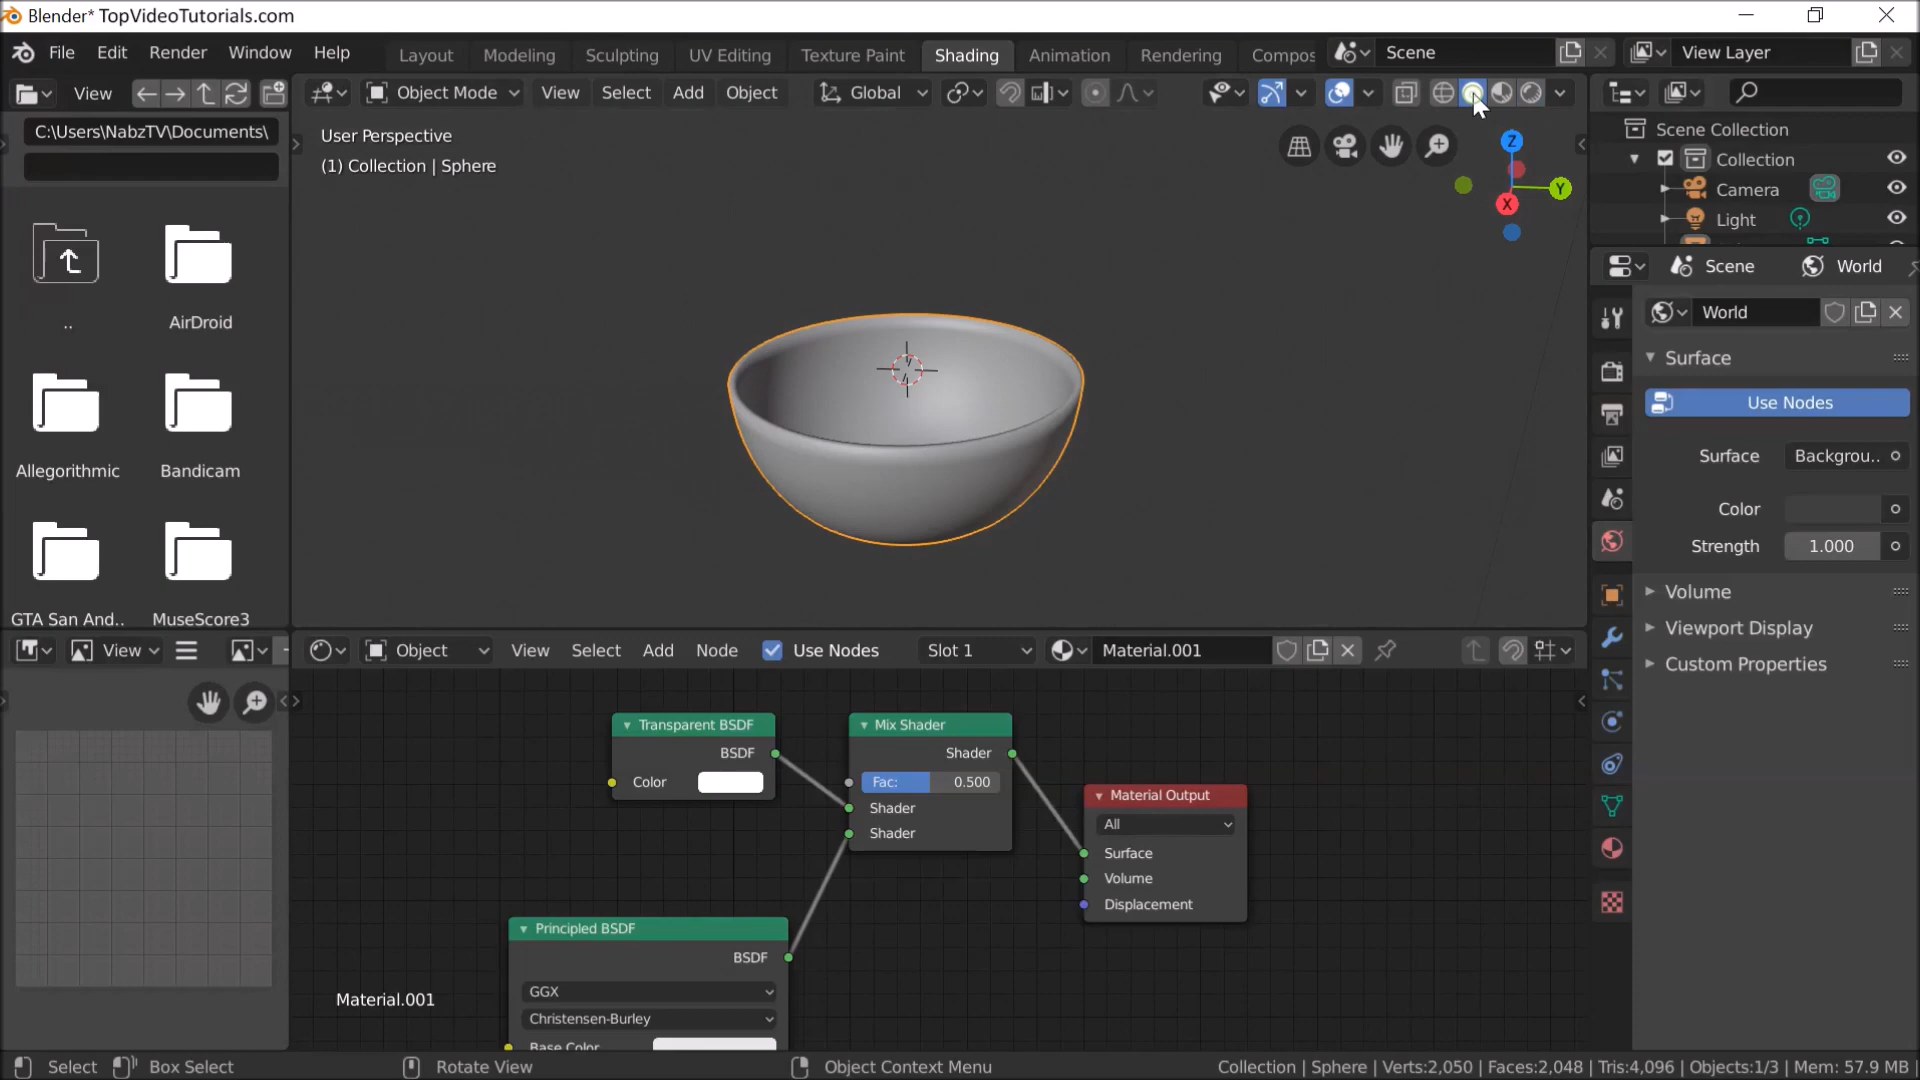 Blender* TopVideoTutorials.com
File Edit Render Window Help Layout Modeling Sculpting UV Editing Texture Paint Shading Animation Rendering Compos Scene View Layer
View Object Mode View Select Add Object Global
C:\Users\NabzTV\Documents\
User Perspective
(1) Collection | Sphere
Z
Y
X
Scene Collection
Collection
Camera
Light
.. AirDroid
Allegorithmic Bandicam
GTA San And.. MuseScore3
Scene World
World
Surface
Use Nodes
Surface Backgrou..
Color
Strength 1.000
Volume
Viewport Display
Custom Properties
View Object View Select Add Node Use Nodes Slot 1 Material.001
Transparent BSDF
BSDF
Color
Mix Shader
Shader
Fac: 0.500
Shader
Shader
Material Output
All
Surface
Volume
Displacement
Principled BSDF
BSDF
GGX
Christensen-Burley
Base Color
Material.001
Select Box Select Rotate View Object Context Menu Collection | Sphere | Verts:2,050 | Faces:2,048 | Tris:4,096 | Objects:1/3 | Mem: 57.9 MB |